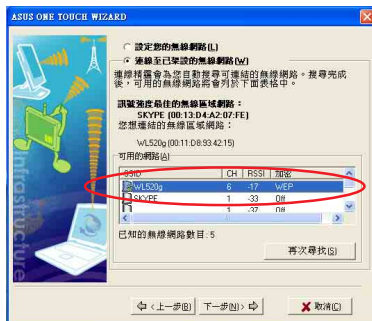 ASUS ONE TOUCH WIZARD
設定您的無線網路(L)
連線至已架設的無線網路(W)
連線精靈會為您自動搜尋可連結的無線網路。搜尋完成
後，可用的無線網路將會列於下面表格中。
訊號強度最佳的無線區域網路：
SKYPE (00:13:D4:A2:07:FE)
您想連結的無線區域網路：
WL520g (00:11:D8:93:42:15)
可用的網路(A)
SSID CH RSSI 加密
WL520g 6 -17 WEP
SKYPE 1 -33 Off
1 -37 Off
已知的無線網路數目: 5
再次尋找(S)
Infrastructure
<上一步(B) 下一步(N)> 取消(C)